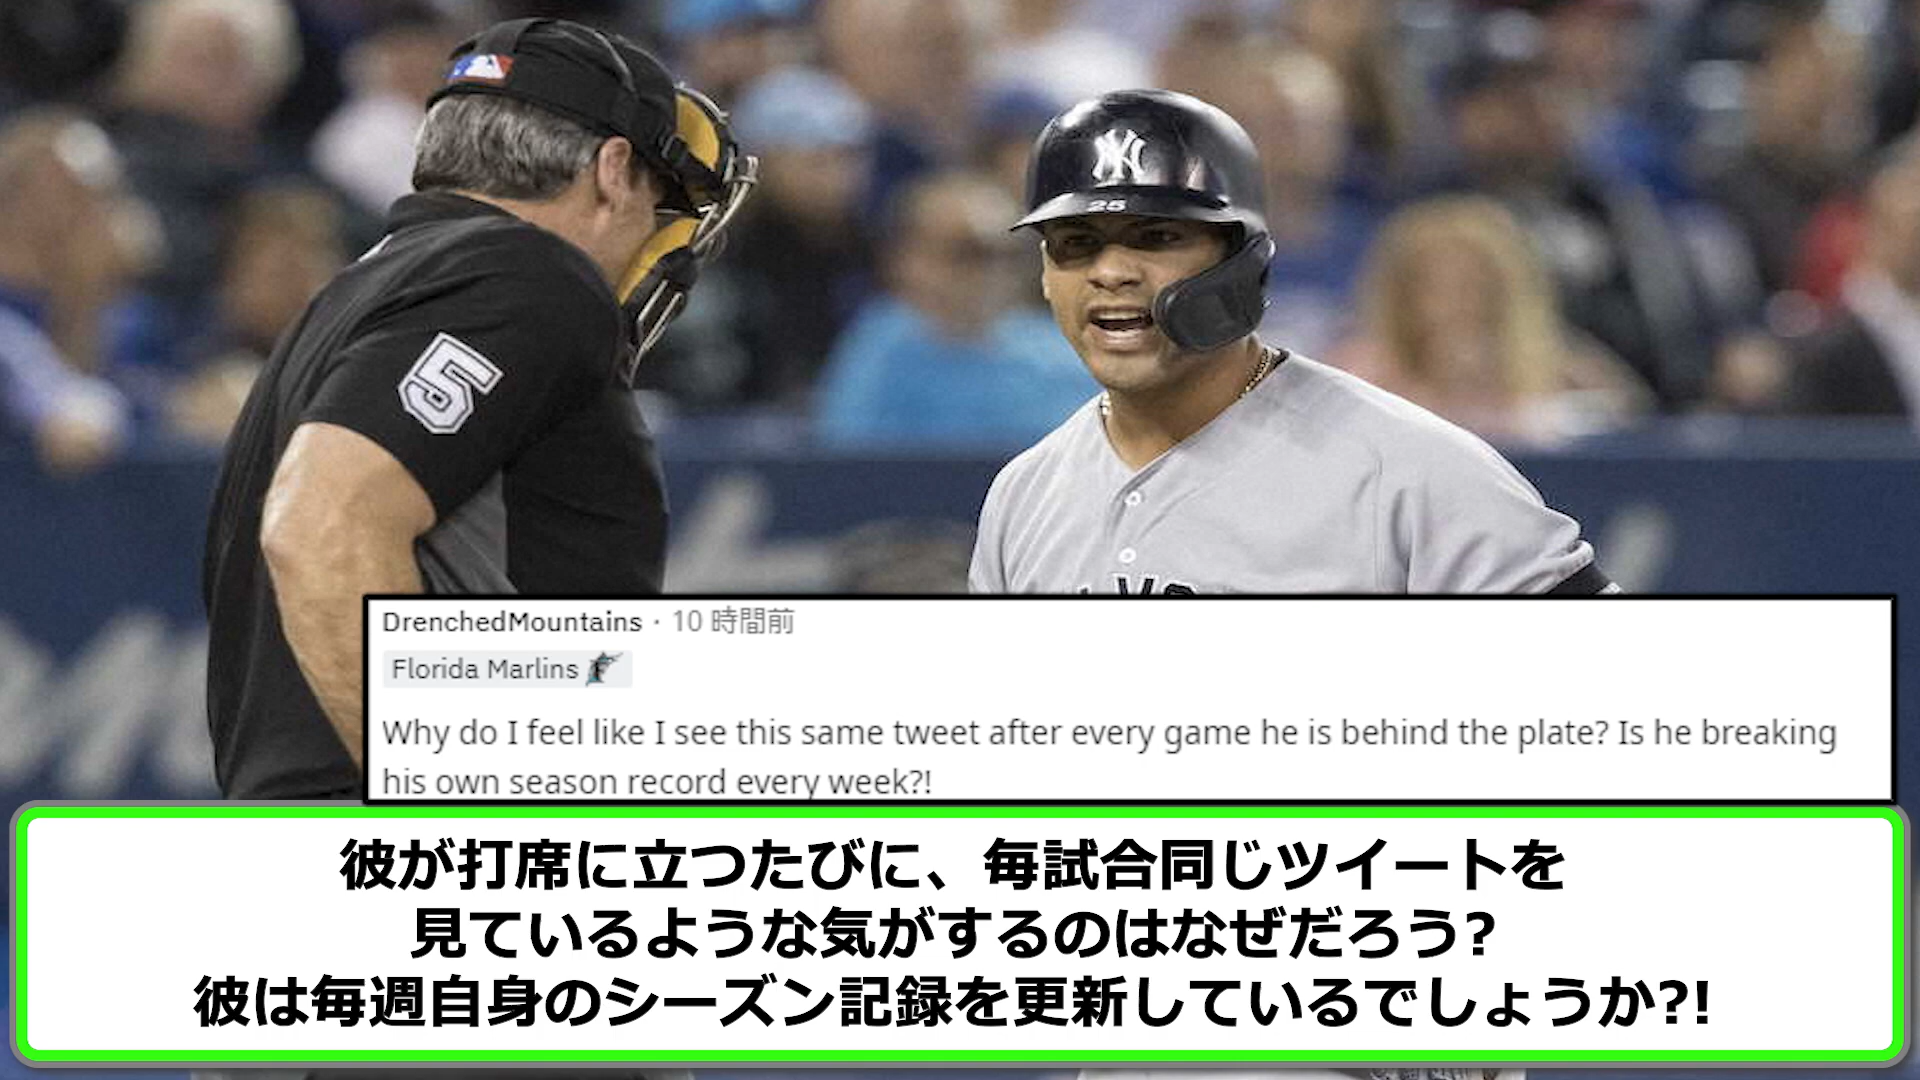 NY
25
5
DrenchedMountains · 10 時間前
Florida Marlins
Why do I feel like I see this same tweet after every game he is behind the plate? Is he breaking
his own season record every week?!
彼が打席に立つたびに、毎試合同じツイートを
見ているような気がするのはなぜだろう?
彼は毎週自身のシーズン記録を更新しているでしょうか?!